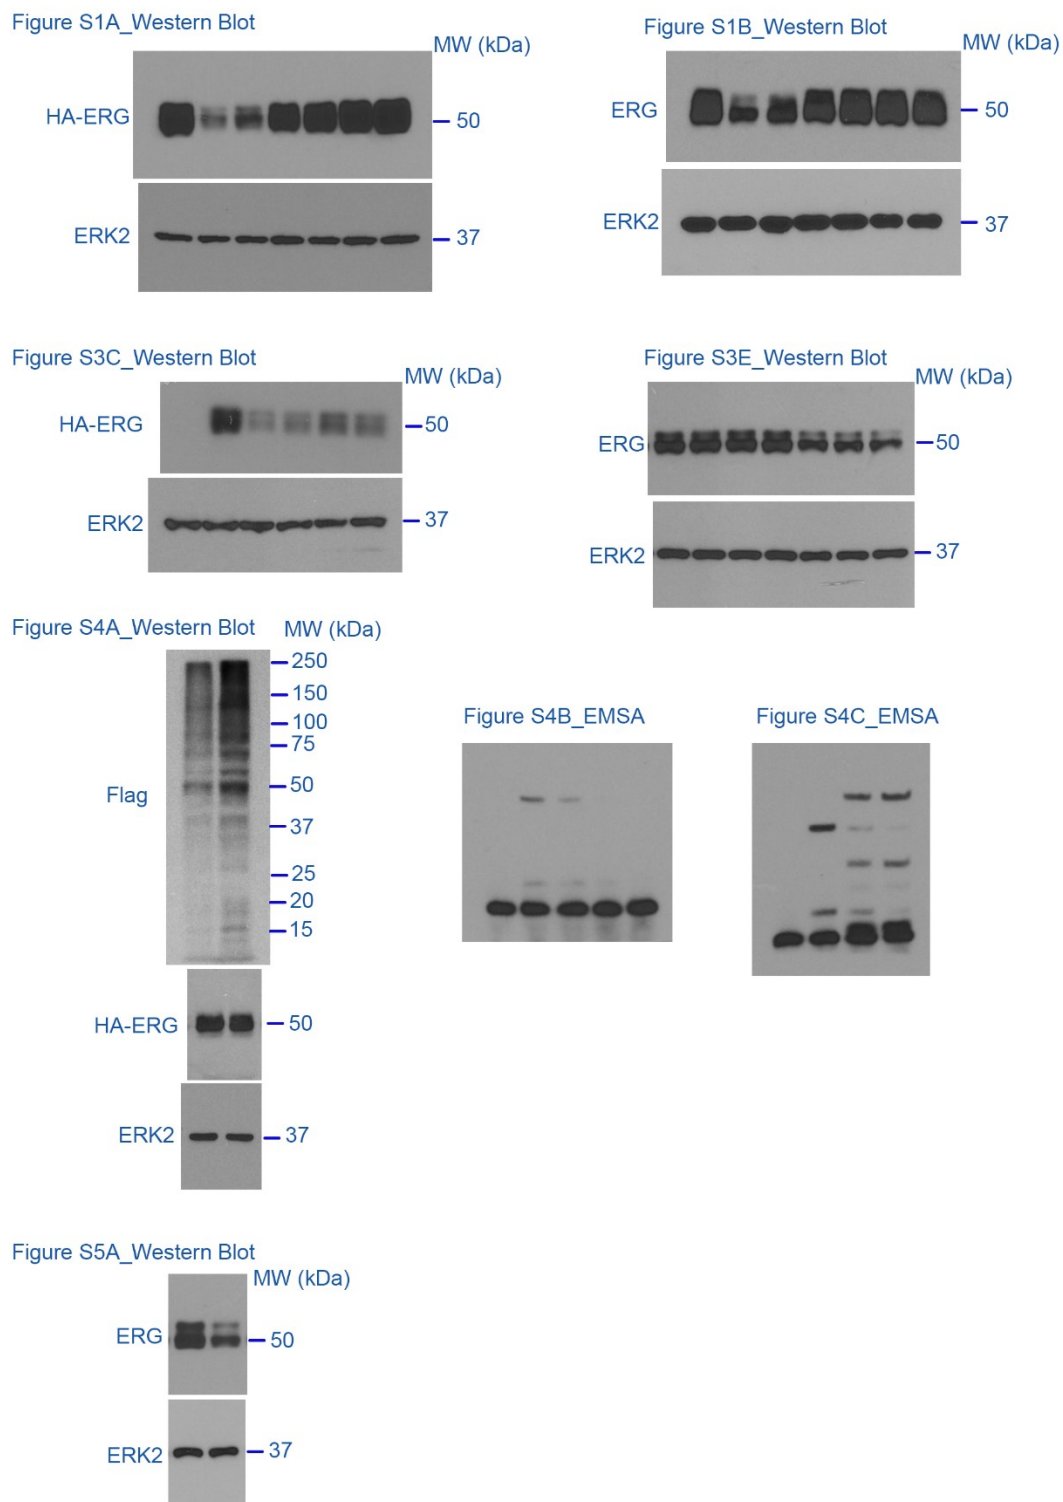 Figure S1A_Western Blot
MW (kDa)
HA-ERG
50
ERK2
37
Figure S1B_Western Blot
MW (kDa)
ERG
50
ERK2
37
Figure S3C_Western Blot
MW (kDa)
HA-ERG
50
ERK2
37
Figure S3E_Western Blot
MW (kDa)
ERG
50
ERK2
37
Figure S4A_Western Blot
MW (kDa)
250
150
100
75
Flag
50
37
25
20
15
HA-ERG
50
ERK2
37
Figure S4B_EMSA
Figure S4C_EMSA
Figure S5A_Western Blot
MW (kDa)
ERG
50
ERK2
37